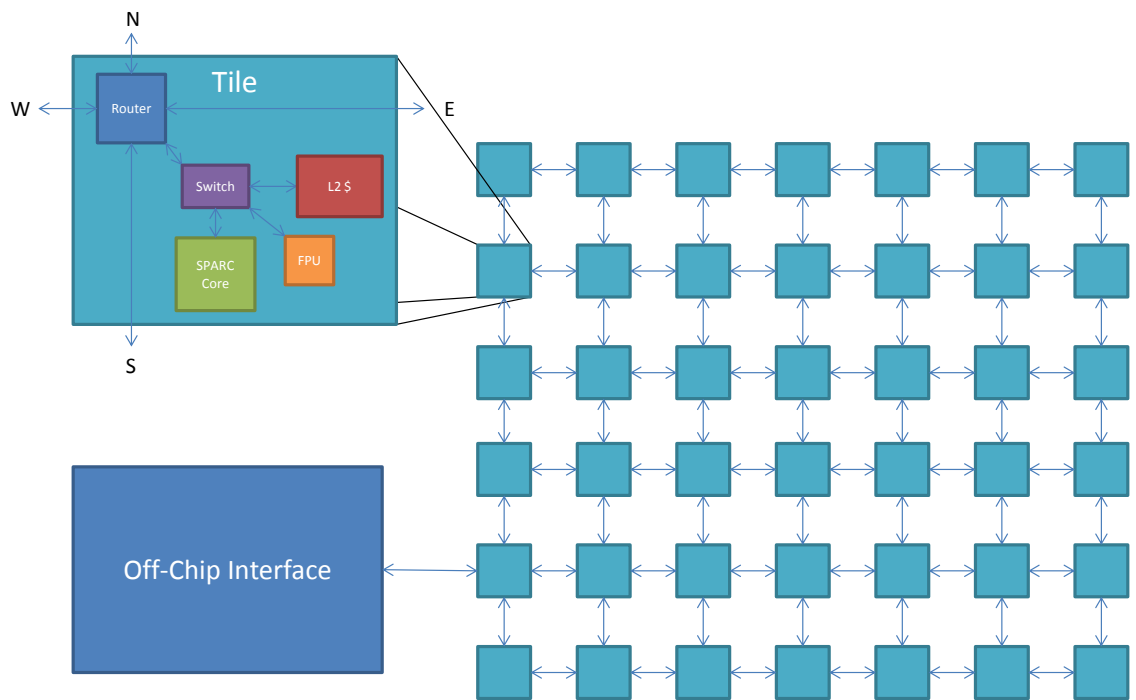 N
Tile
W
Router
E
Switch
L2 $
SPARC
Core
FPU
S
Off-Chip Interface